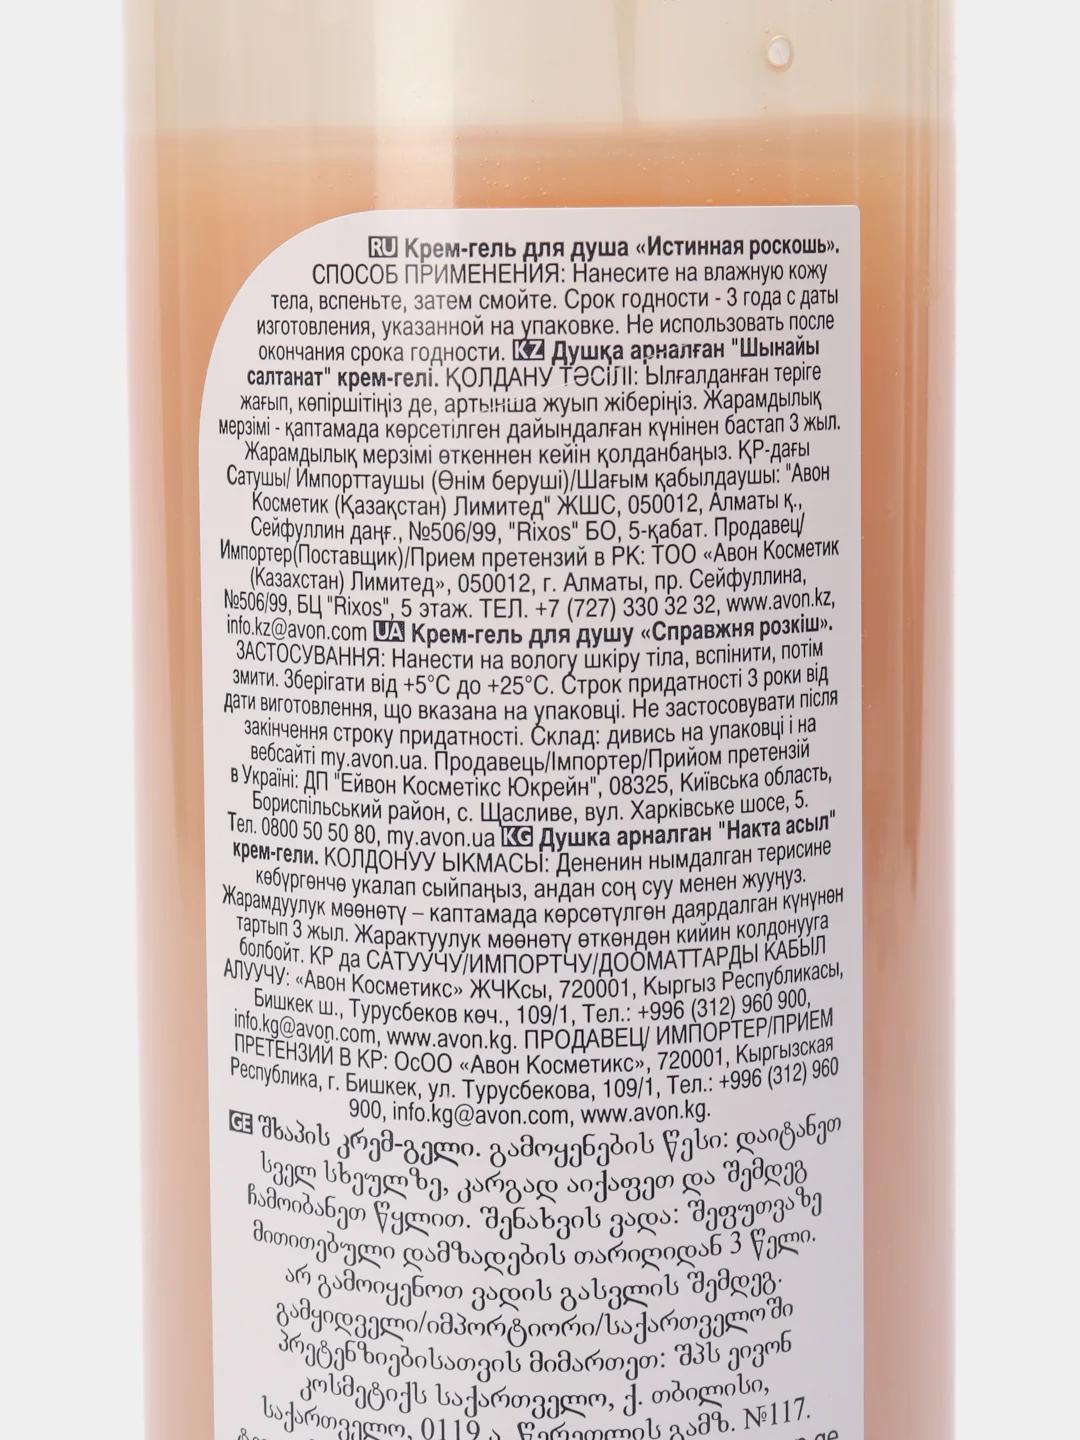 RU Крем-гель для душа «Истинная роскошь».
СПОСОБ ПРИМЕНЕНИЯ: Нанесите на влажную кожу
тела, вспеньте, затем смойте. Срок годности - 3 года с даты
изготовления, указанной на упаковке. Не использовать после
окончания срока годности. KZ Душқа арналған "Шынайы
салтанат" крем-гелі. ҚОЛДАНУ ТӘСІЛІ: Ылғалданған теріге
жағып, көпіршітіңіз де, артынша жуып жіберіңіз. Жарамдылық
мерзімі - қаптамада көрсетілген дайындалған күнінен бастап 3 жыл.
Жарамдылық мерзімі өткеннен кейін қолданбаңыз. ҚР-дағы
Сатушы/ Импорттаушы (Өнім беруші)/Шағым қабылдаушы: "Авон
Косметик (Қазақстан) Лимитед" ЖШС, 050012, Алматы қ.,
Сейфуллин даңғ., №506/99, "Rixos" БО, 5-қабат. Продавец/
Импортер(Поставщик)/Прием претензий в РК: ТОО «Авон Косметик
(Казахстан) Лимитед», 050012, г. Алматы, пр. Сейфуллина,
№506/99, БЦ "Rixos", 5 этаж. ТЕЛ. +7 (727) 330 32 32, www.avon.kz,
info.kz@avon.com UA Крем-гель для душу «Справжня розкіш».
ЗАСТОСУВАННЯ: Нанести на вологу шкіру тіла, вспінити, потім
змити. Зберігати від +5°C до +25°C. Строк придатності 3 роки від
дати виготовлення, що вказана на упаковці. Не застосовувати після
закінчення строку придатності. Склад: дивись на упаковці і на
вебсайті my.avon.ua. Продавець/Імпортер/Прийом претензій
в Україні: ДП "Ейвон Косметікс Юкрейн", 08325, Київська область,
Бориспільський район, с. Щасливе, вул. Харківське шосе, 5.
Тел. 0800 50 50 80, my.avon.ua KG Душка арналган "Накта асыл"
крем-гели. КОЛДОНУУ ЫКМАСЫ: Дененин нымдалган терисине
көбүргөнчө укалап сыйпаңыз, андан соң суу менен жууңуз.
Жарамдуулук мөөнөтү – каптамада көрсөтүлгөн даярдалган күнүнөн
тартып 3 жыл. Жарактуулук мөөнөтү өткөндөн кийин колдонууга
болбойт. КР да САТУУЧУ/ИМПОРТЧУ/ДООМАТТАРДЫ КАБЫЛ
АЛУУЧУ: «Авон Косметикс» ЖЧКсы, 720001, Кыргыз Республикасы,
Бишкек ш., Турусбеков көч., 109/1, Тел.: +996 (312) 960 900,
info.kg@avon.com, www.avon.kg. ПРОДАВЕЦ/ ИМПОРТЕР/ПРИЕМ
ПРЕТЕНЗИЙ В КР: ОсОО «Авон Косметикс», 720001, Кыргызская
Республика, г. Бишкек, ул. Турусбекова, 109/1, Тел.: +996 (312) 960
900, info.kg@avon.com, www.avon.kg.
GE შხაპის კრემ-გელი. გამოყენების წესი: დაიტანეთ
სველ სხეულზე, კარგად აიქაფეთ და შემდეგ
ჩამოიბანეთ წყლით. შენახვის ვადა: შეფუთვაზე
მითითებული დამზადების თარიღიდან 3 წელი.
არ გამოიყენოთ ვადის გასვლის შემდეგ.
გამყიდველი/იმპორტიორი/საქართველოში
პრეტენზიებისათვის მიმართეთ: შპს ეივონ
კოსმეტიქს საქართველო, ქ. თბილისი,
საქართველო, 0119 ა. წერეთლის გამზ. №117.